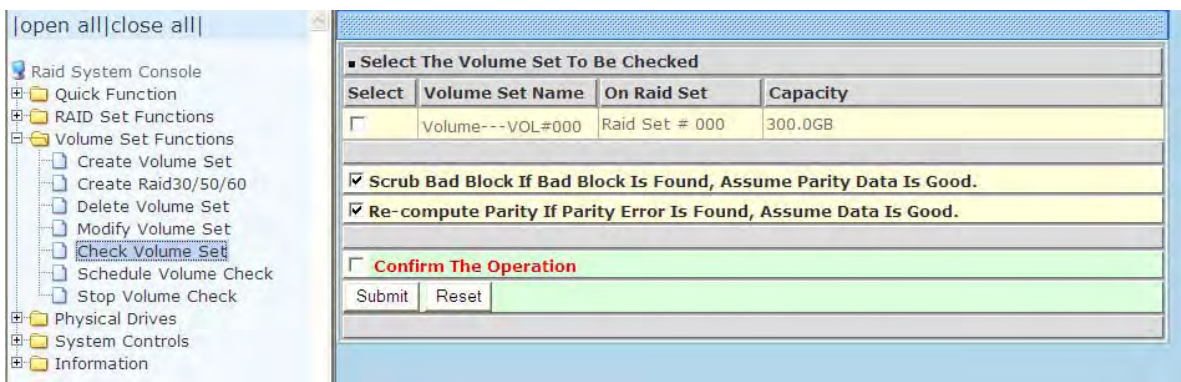 |open all|close all|
Raid System Console
Quick Function
RAID Set Functions
Volume Set Functions
Create Volume Set
Create Raid30/50/60
Delete Volume Set
Modify Volume Set
Check Volume Set
Schedule Volume Check
Stop Volume Check
Physical Drives
System Controls
Information
Select The Volume Set To Be Checked
Select Volume Set Name On Raid Set Capacity
Volume---VOL#000 Raid Set # 000 300.0GB
Scrub Bad Block If Bad Block Is Found, Assume Parity Data Is Good.
Re-compute Parity If Parity Error Is Found, Assume Data Is Good.
Confirm The Operation
Submit Reset